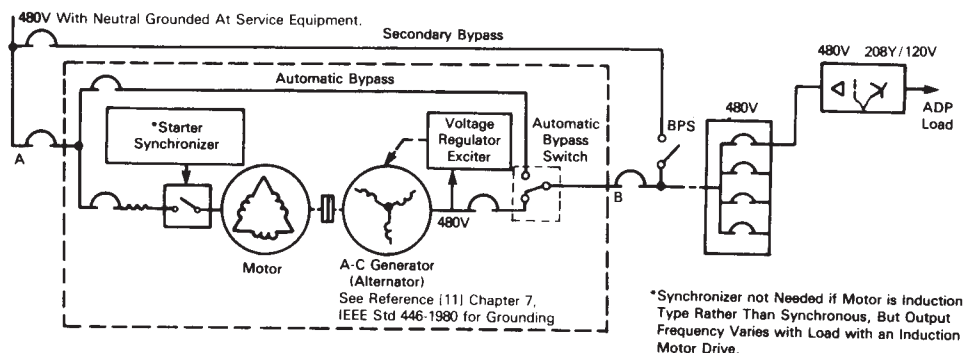 480V With Neutral Grounded At Service Equipment.
Secondary Bypass
480V 208Y/120V
Automatic Bypass
480V
ADP
Load
*Starter
Synchronizer
Voltage
Regulator
Exciter
Automatic
Bypass
Switch
BPS
A
B
480V
Motor
A-C Generator
(Alternator)
See Reference [11] Chapter 7,
IEEE Std 446-1980 for Grounding
*Synchronizer not Needed if Motor is Induction
Type Rather Than Synchronous, But Output
Frequency Varies with Load with an Induction
Motor Drive.